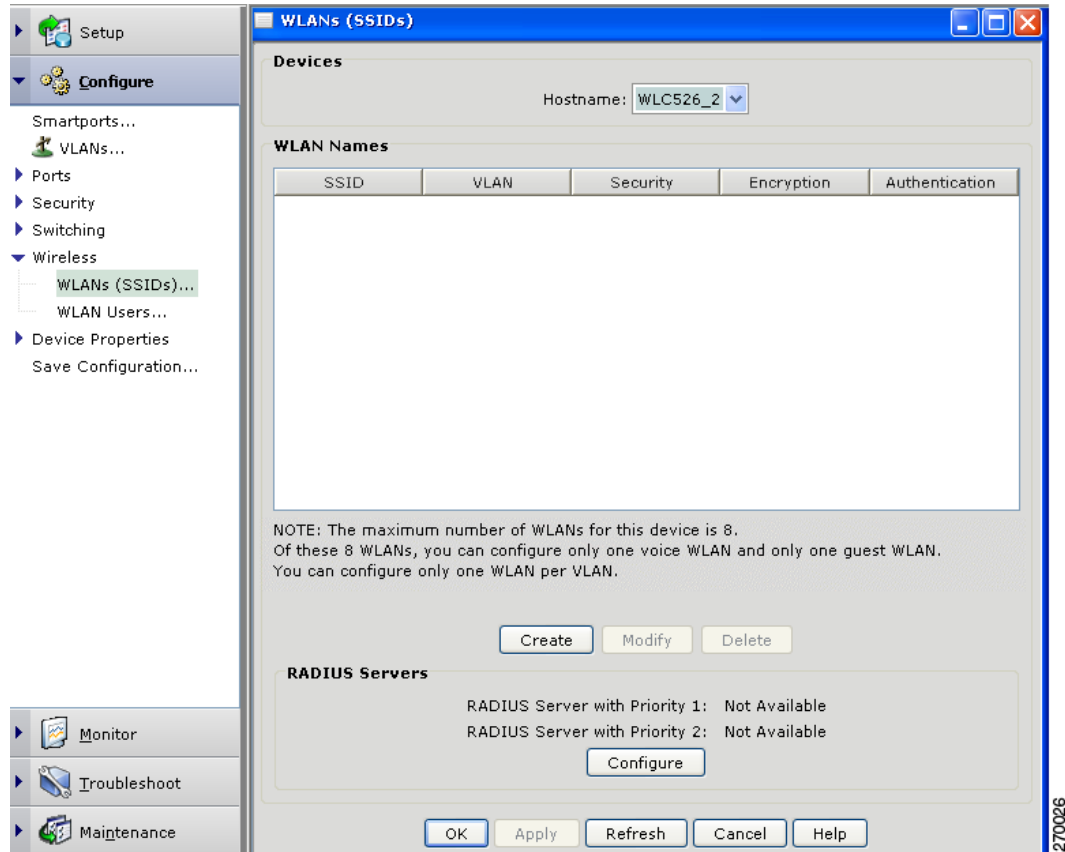 Setup
Configure
Smartports...
VLANs...
Ports
Security
Switching
Wireless
WLANs (SSIDs)...
WLAN Users...
Device Properties
Save Configuration...
Monitor
Troubleshoot
Maintenance
WLANs (SSIDs)
Devices
Hostname: WLC526_2
WLAN Names
SSID VLAN Security Encryption Authentication
NOTE: The maximum number of WLANs for this device is 8.
Of these 8 WLANs, you can configure only one voice WLAN and only one guest WLAN.
You can configure only one WLAN per VLAN.
Create Modify Delete
RADIUS Servers
RADIUS Server with Priority 1: Not Available
RADIUS Server with Priority 2: Not Available
Configure
OK Apply Refresh Cancel Help
270026